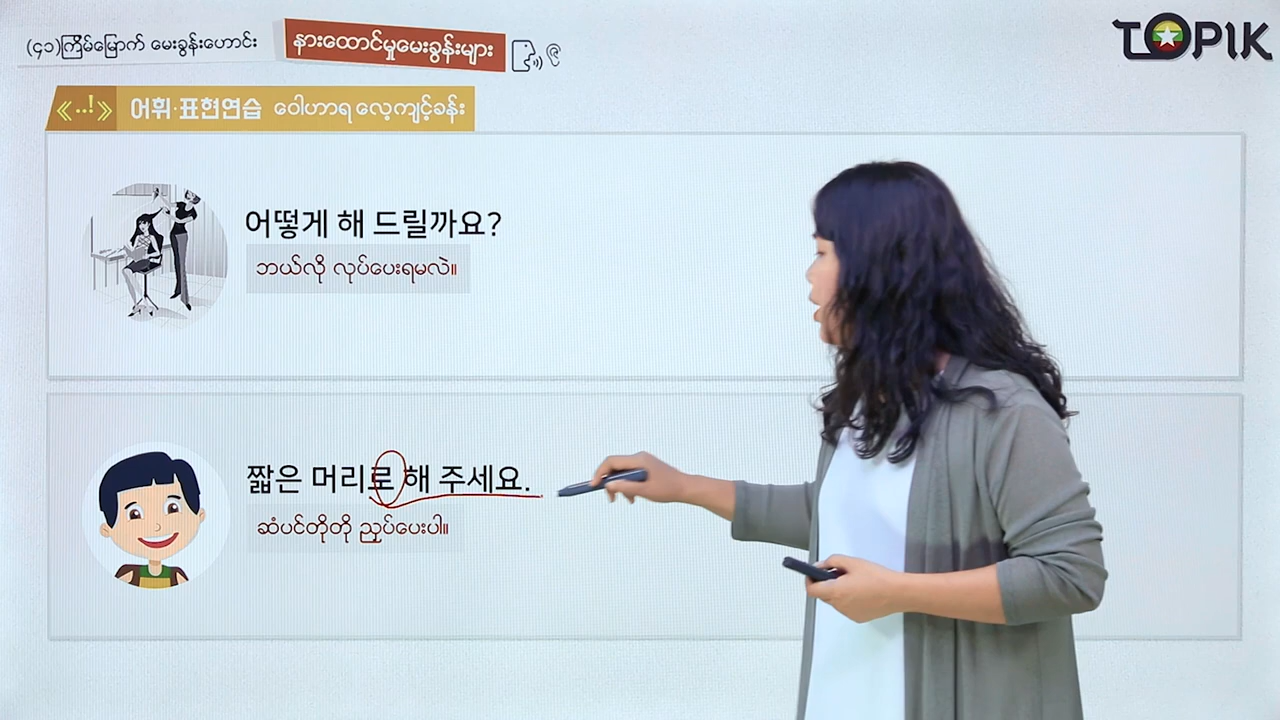 (၄၁)ကြိမ်မြောက် မေးခွန်းဟောင်း
နားထောင်မှုမေးခွန်းများ
၉
TOPIK
어휘·표현연습 ဝေါဟာရ လေ့ကျင့်ခန်း
어떻게 해 드릴까요?
ဘယ်လို လုပ်ပေးရမလဲ။
짧은 머리로 해 주세요.
ဆံပင်တိုတို ညှပ်ပေးပါ။